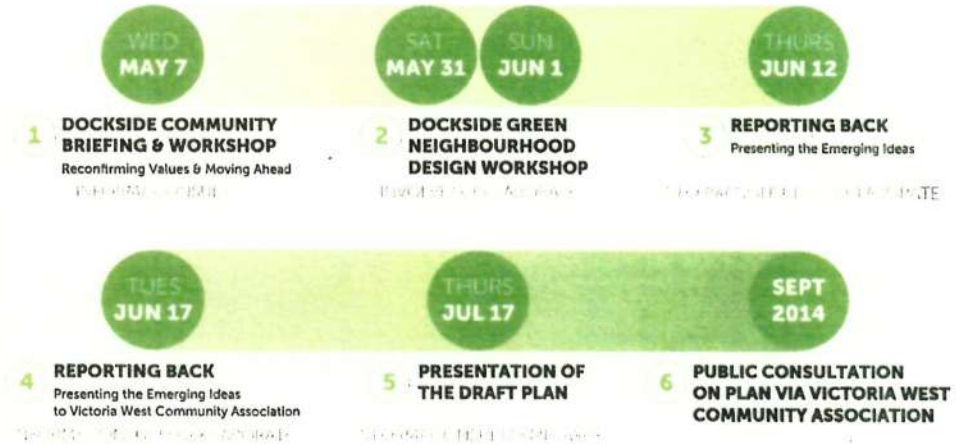 WED
MAY 7
SAT
MAY 31
SUN
JUN 1
THURS
JUN 12
1
DOCKSIDE COMMUNITY
BRIEFING & WORKSHOP
Reconfirming Values & Moving Ahead
2
DOCKSIDE GREEN
NEIGHBOURHOOD
DESIGN WORKSHOP
3
REPORTING BACK
Presenting the Emerging Ideas
TUES
JUN 17
THURS
JUL 17
SEPT
2014
4
REPORTING BACK
Presenting the Emerging Ideas
to Victoria West Community Association
5
PRESENTATION OF
THE DRAFT PLAN
6
PUBLIC CONSULTATION
ON PLAN VIA VICTORIA WEST
COMMUNITY ASSOCIATION